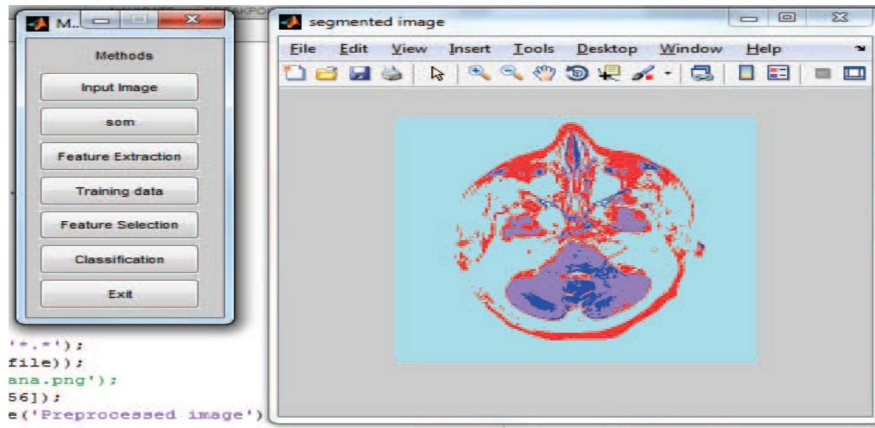 M...
Methods
Input Image
som
Feature Extraction
Training data
Feature Selection
Classification
Exit
segmented image
File Edit View Insert Tools Desktop Window Help
'*.*');
file));
ana.png');
56]);
e('Preprocessed image')